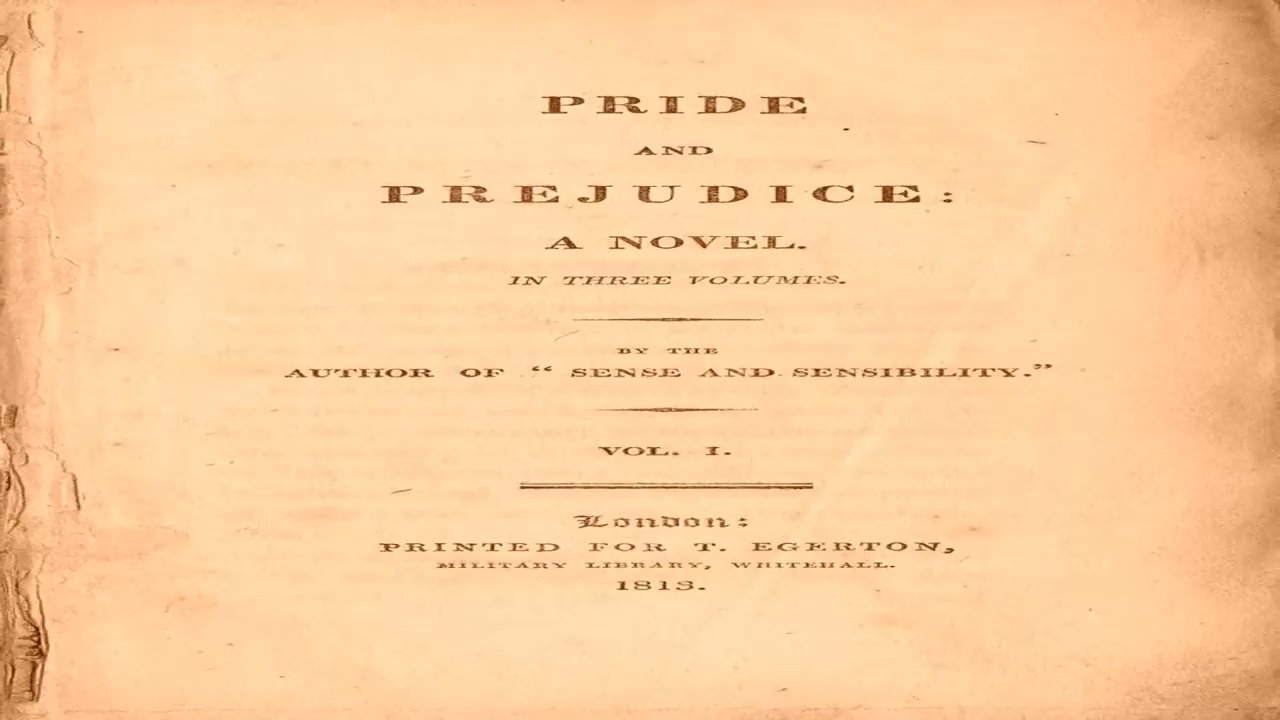 PRIDE
AND
PREJUDICE:
A NOVEL.
IN THREE VOLUMES.
BY THE
AUTHOR OF “ SENSE AND SENSIBILITY.”
VOL. I.
London:
PRINTED FOR T. EGERTON,
MILITARY LIBRARY, WHITEHALL.
1813.